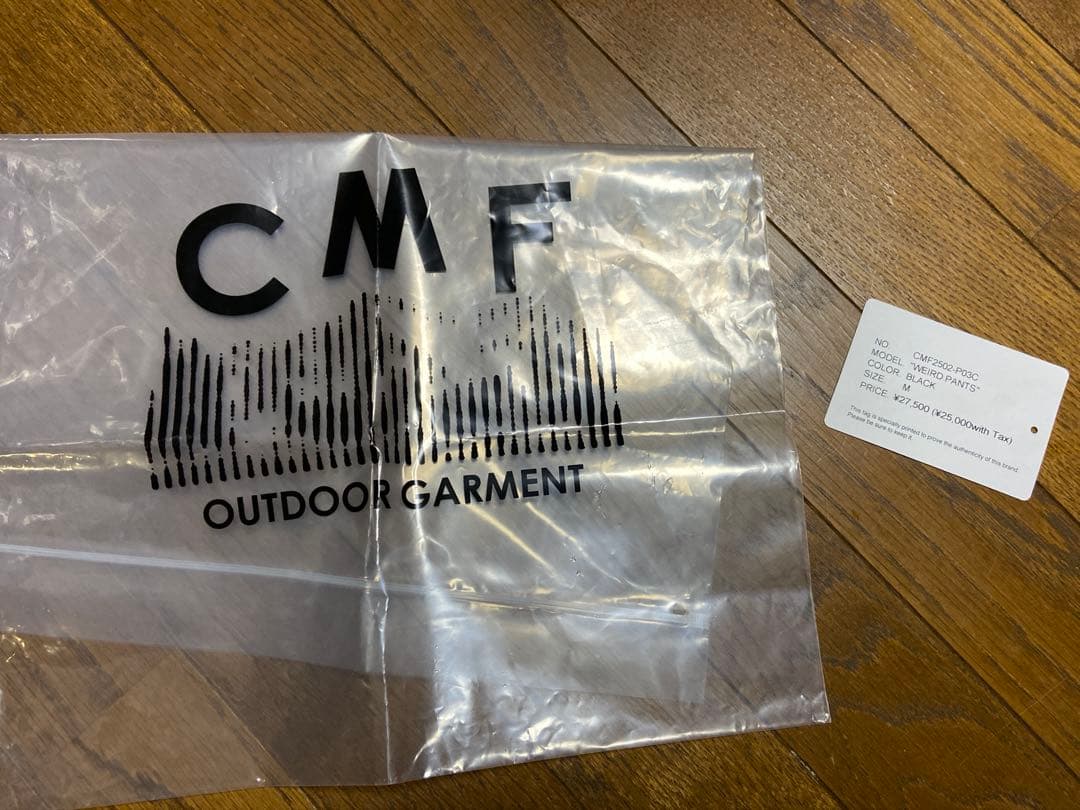 CMF
OUTDOOR GARMENT
NO. CMF2502-P03C
MODEL "WEIRD PANTS"
COLOR BLACK
SIZE. M
PRICE. ¥27,500 (¥25,000with Tax)
This tag is specially printed to prove the authenticity of this brand.
Please be sure to keep it.